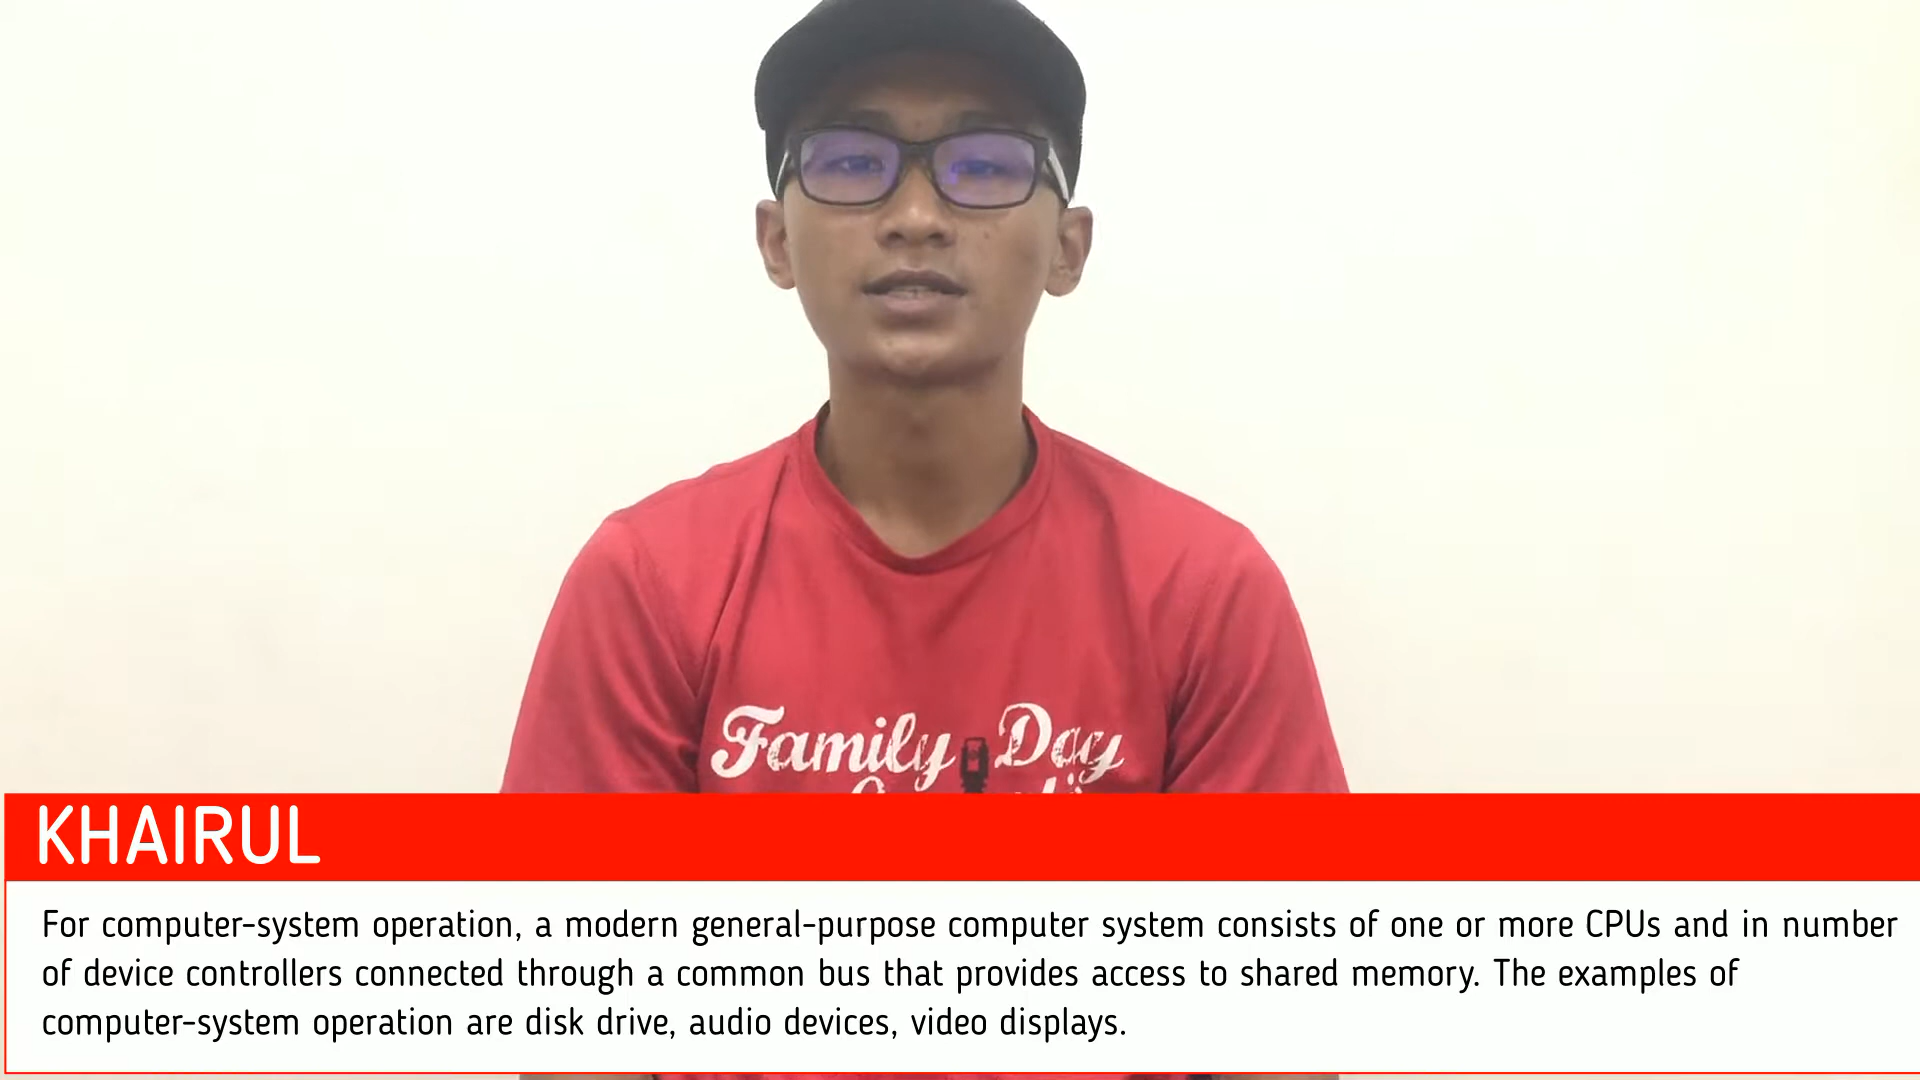 Family Day
KHAIRUL
For computer-system operation, a modern general-purpose computer system consists of one or more CPUs and in number
of device controllers connected through a common bus that provides access to shared memory. The examples of
computer-system operation are disk drive, audio devices, video displays.